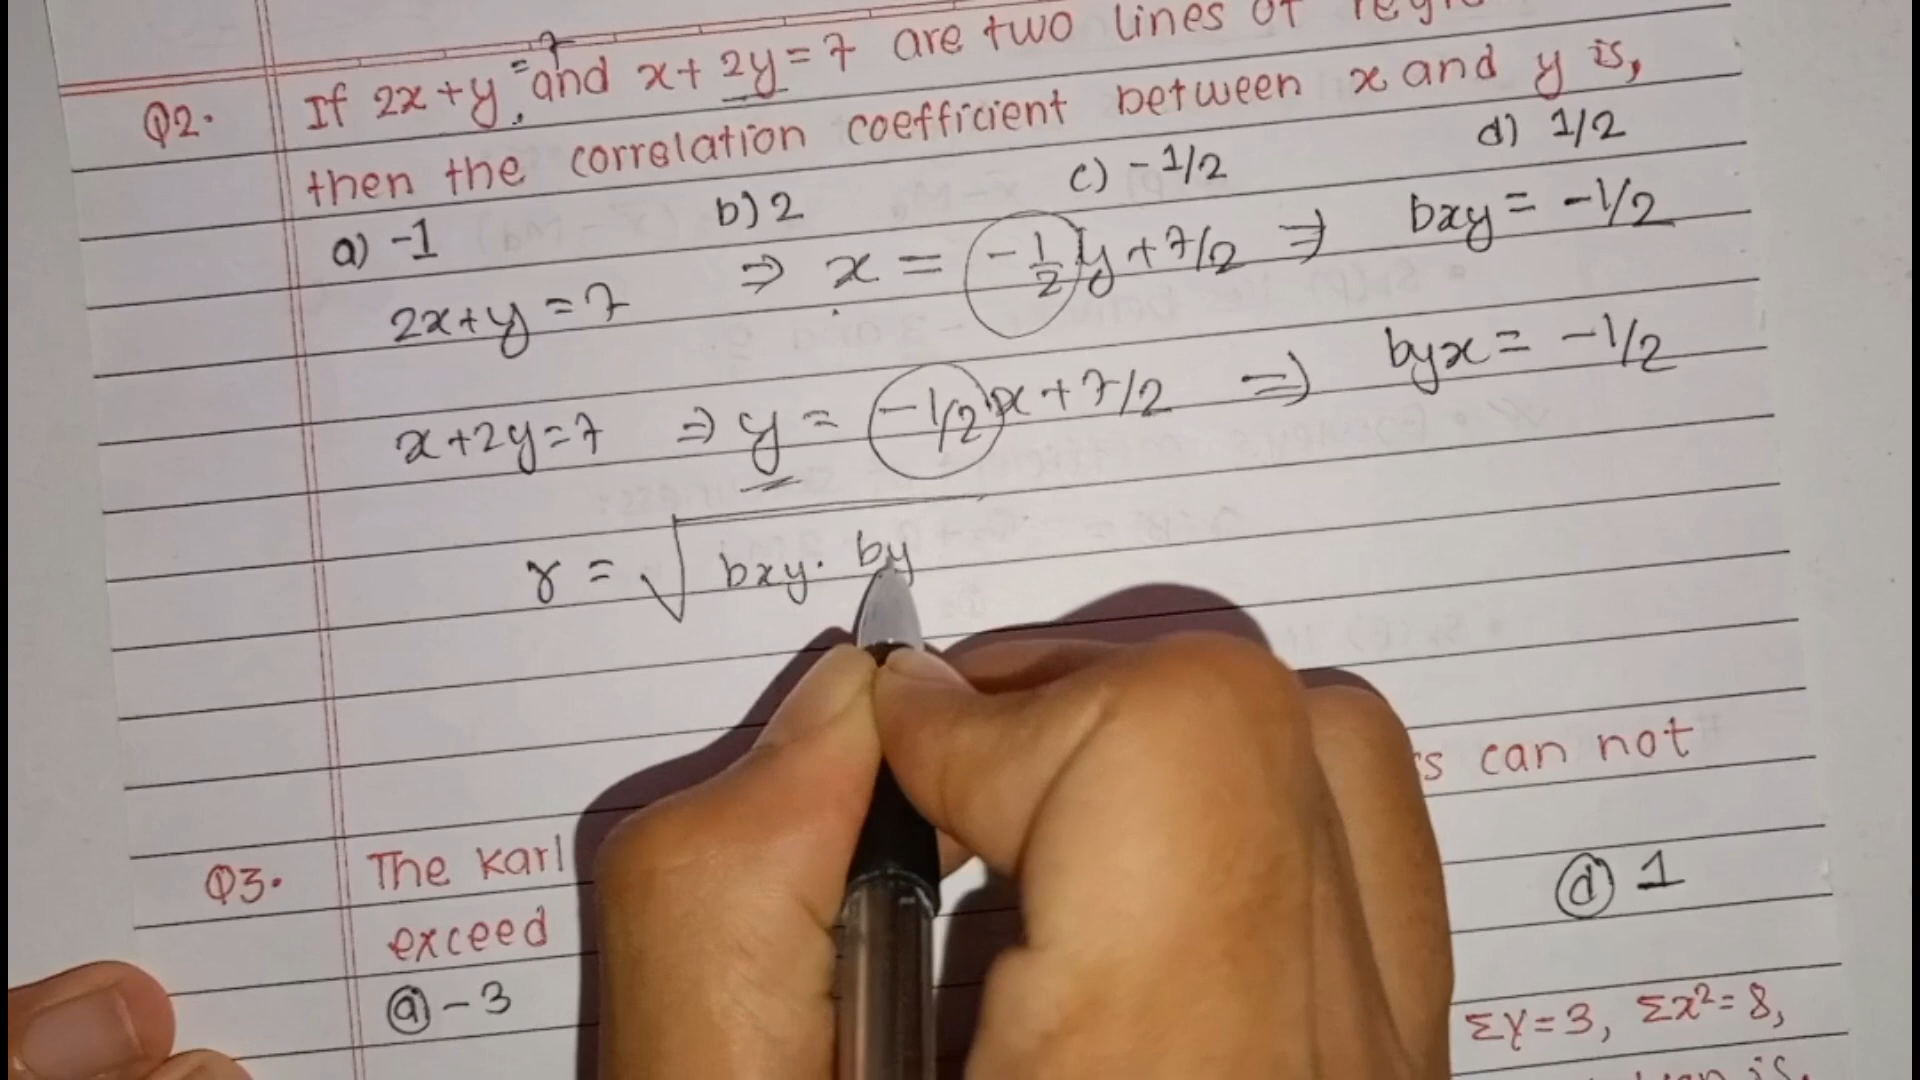 Q2. If 2x+y=7 and x+2y=7 are two lines of
then the correlation coefficient between x and y is,
a) -1 b) 2 c) -1/2 d) 1/2
2x+y=7 ⇒ x = -1/2 y+7/2 ⇒ bxy = -1/2
x+2y=7 ⇒ y = -1/2 x+7/2 ⇒ byx = -1/2
r = √bxy. by
s can not
Q3. The Karl
exceed
(a) -3 (d) 1
Σy=3, Σx²=8,
is,